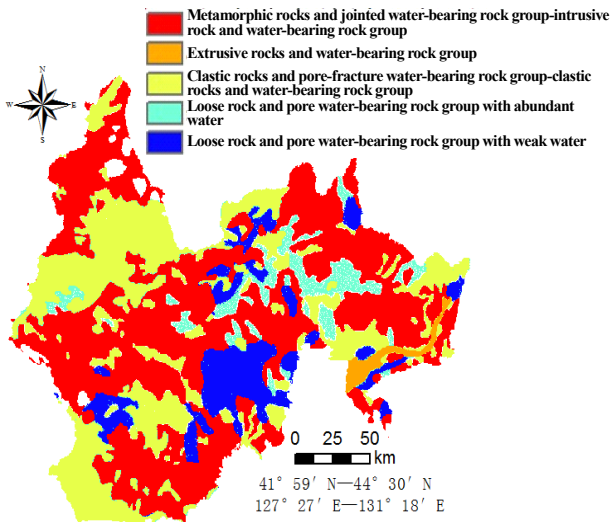 Metamorphic rocks and jointed water-bearing rock group-intrusive
rock and water-bearing rock group
Extrusive rocks and water-bearing rock group
Clastic rocks and pore-fracture water-bearing rock group-clastic
rocks and water-bearing rock group
Loose rock and pore water-bearing rock group with abundant
water
Loose rock and pore water-bearing rock group with weak water
N
W E
S
0 25 50
km
41° 59′ N—44° 30′ N
127° 27′ E—131° 18′ E